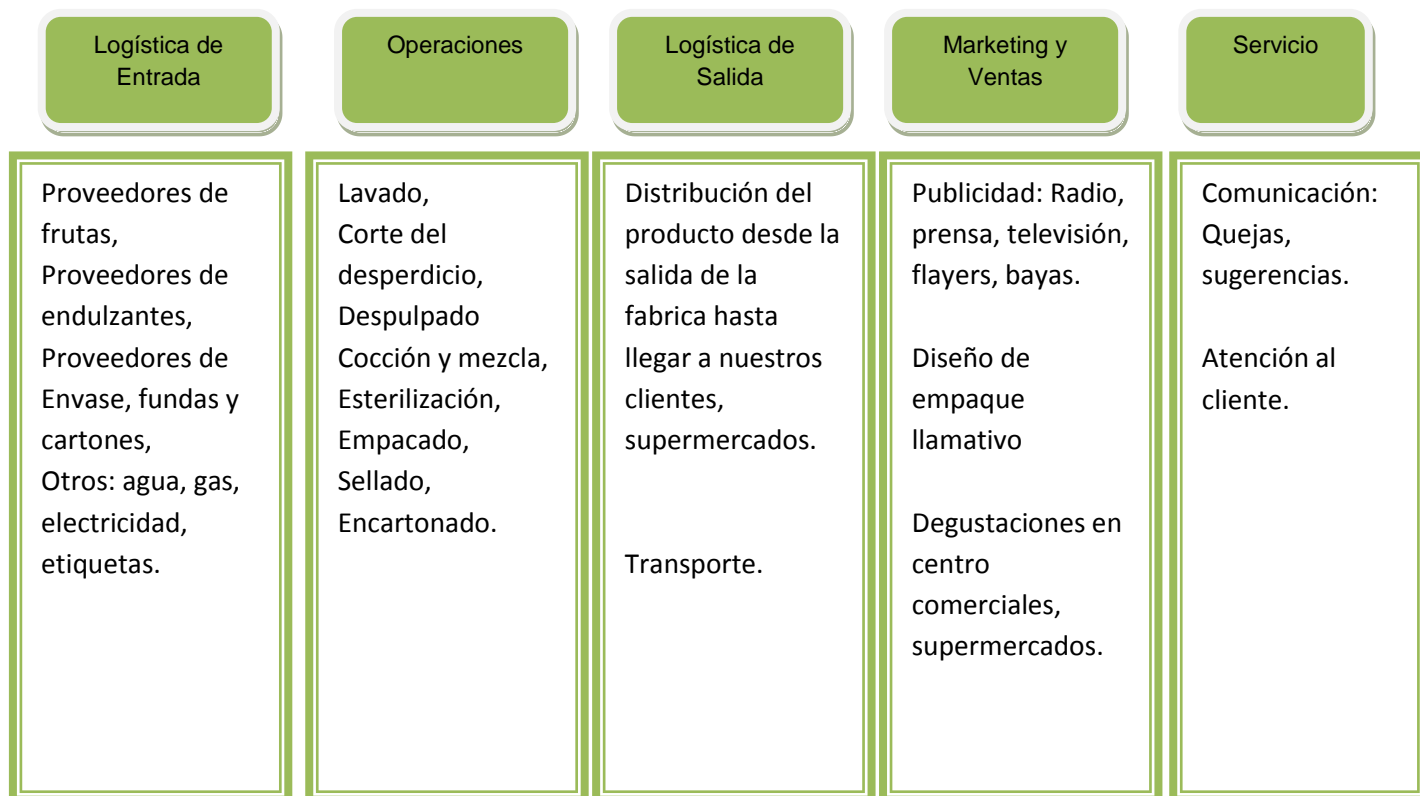 Logística de
Entrada
Operaciones
Logística de
Salida
Marketing y
Ventas
Servicio
Proveedores de
frutas,
Proveedores de
endulzantes,
Proveedores de
Envase, fundas y
cartones,
Otros: agua, gas,
electricidad,
etiquetas.
Lavado,
Corte del
desperdicio,
Despulpado
Cocción y mezcla,
Esterilización,
Empacado,
Sellado,
Encartonado.
Distribución del
producto desde la
salida de la
fabrica hasta
llegar a nuestros
clientes,
supermercados.
Transporte.
Publicidad: Radio,
prensa, televisión,
flayers, bayas.
Diseño de
empaque
llamativo
Degustaciones en
centro
comerciales,
supermercados.
Comunicación:
Quejas,
sugerencias.
Atención al
cliente.